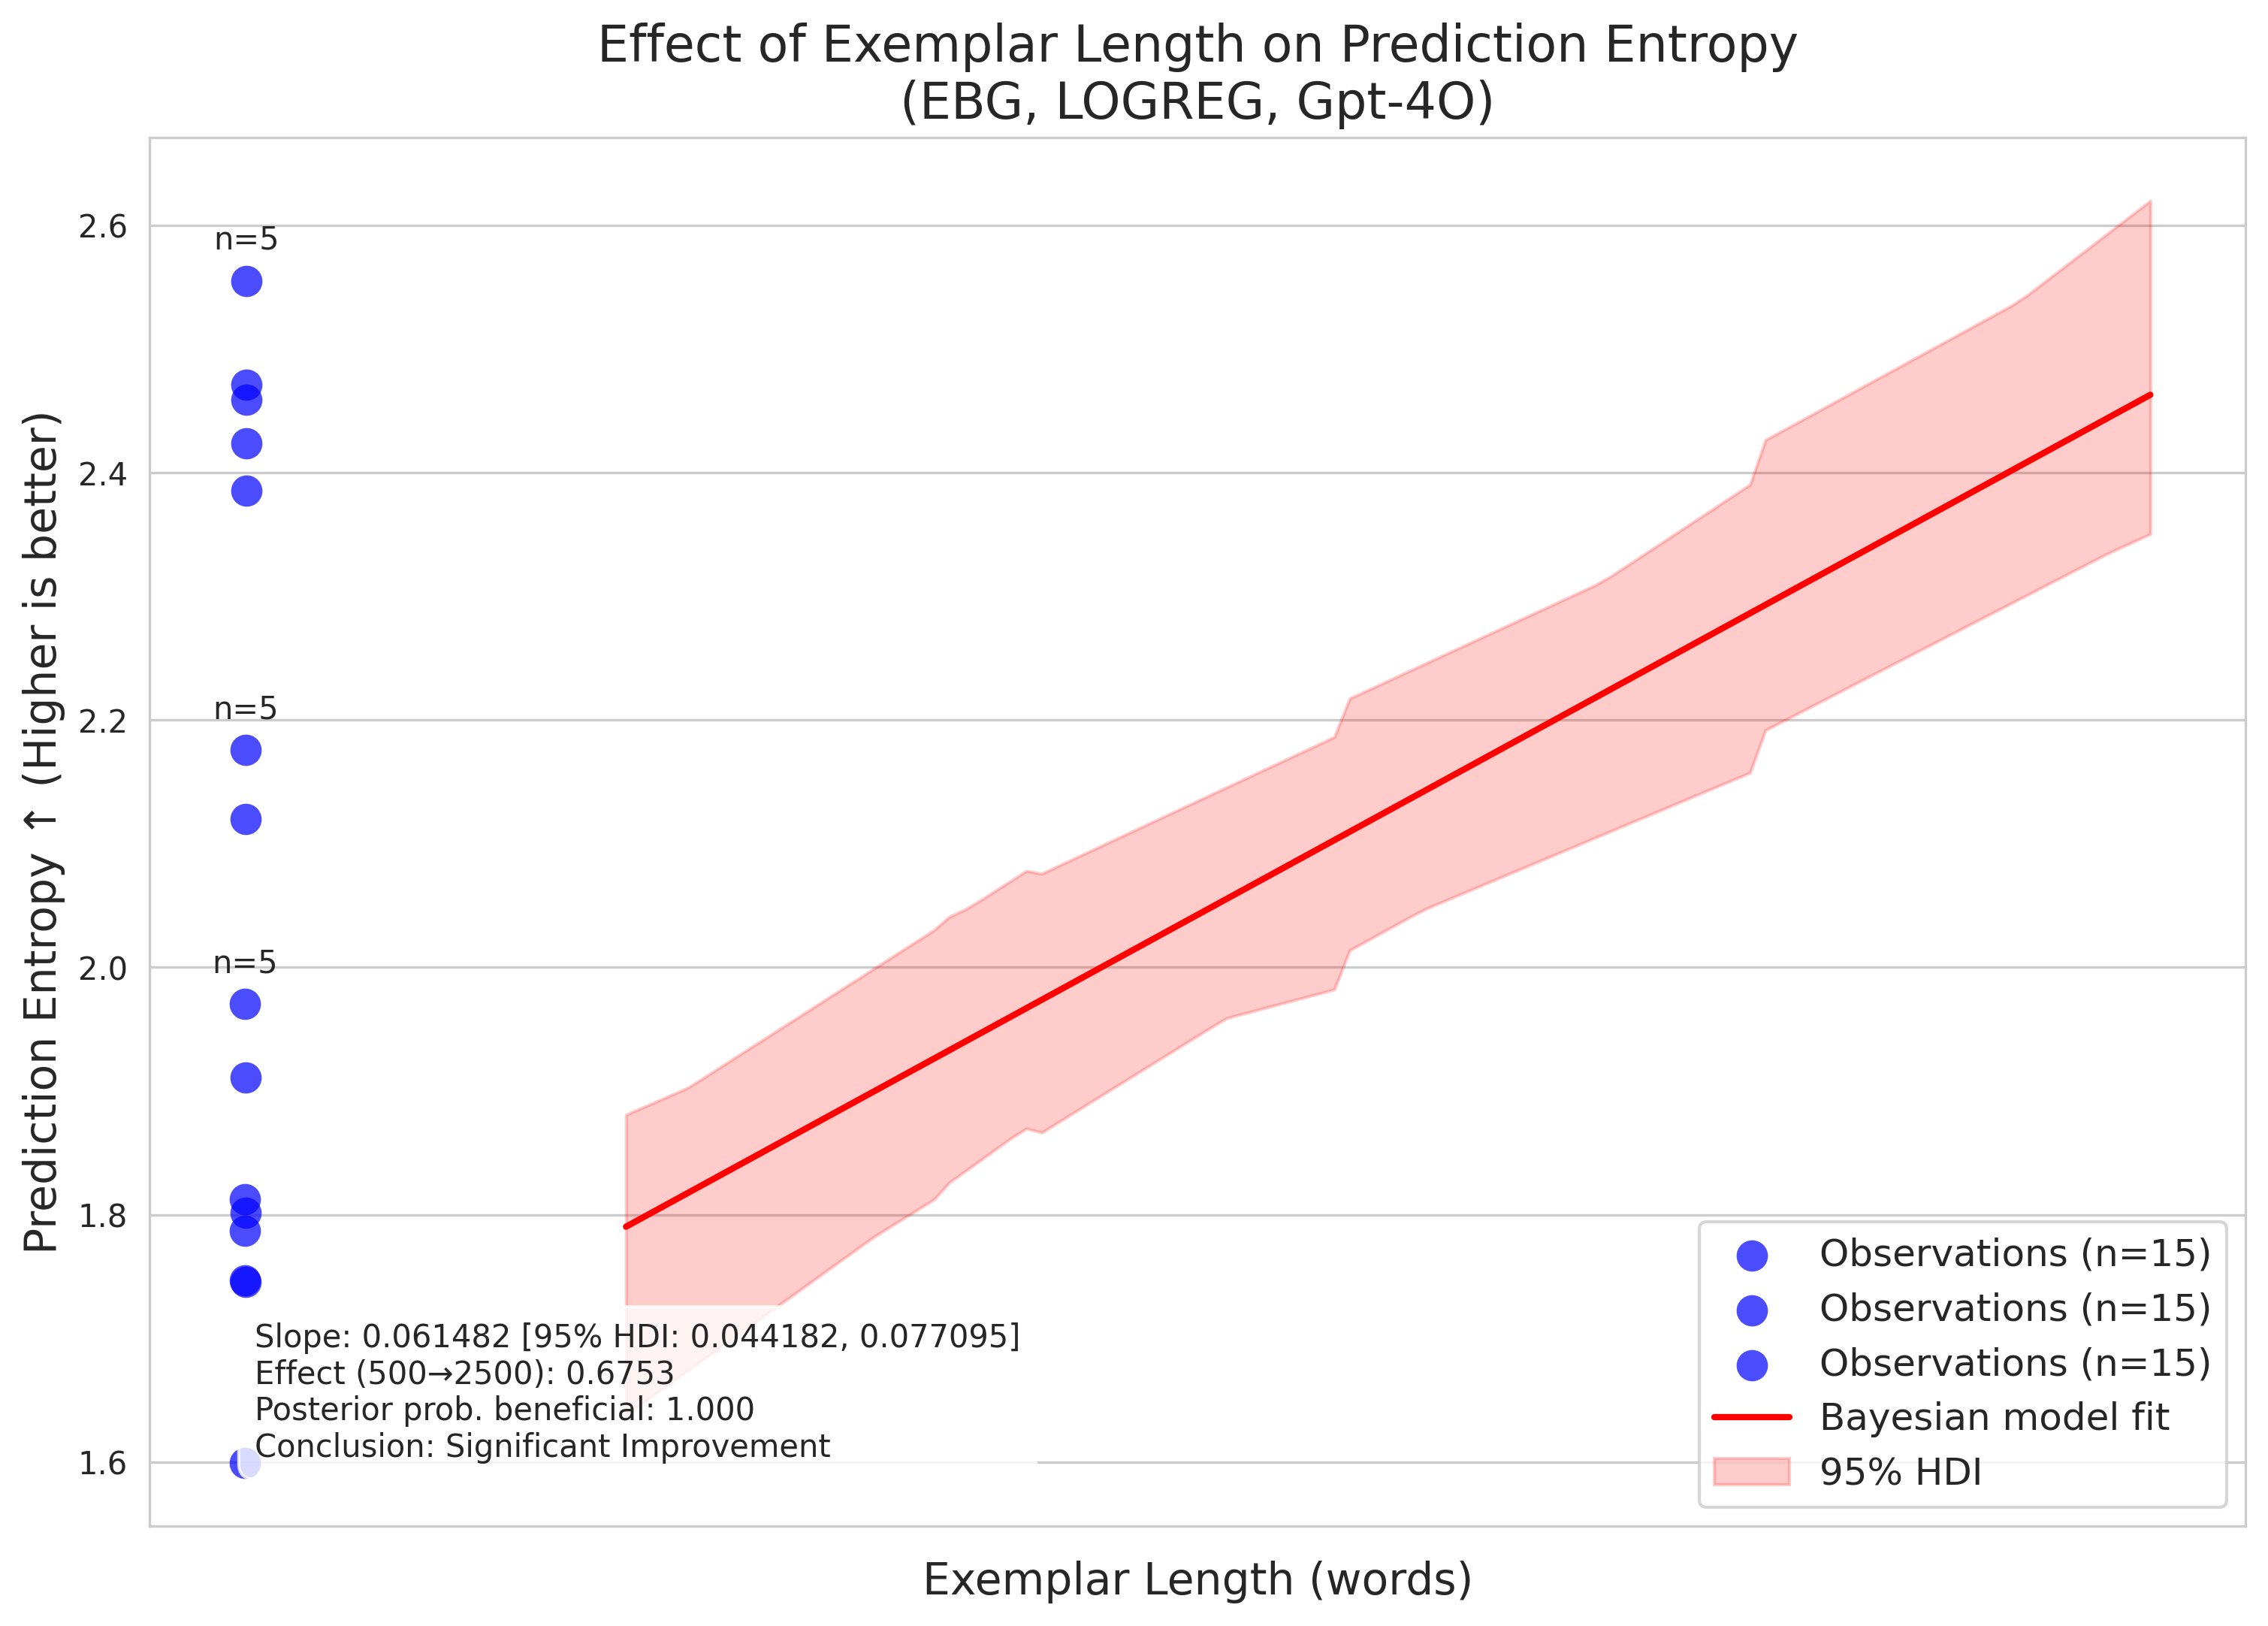 Effect of Exemplar Length on Prediction Entropy
(EBG, LOGREG, Gpt-4O)
Prediction Entropy ↑ (Higher is better)
2.6
2.4
2.2
2.0
1.8
1.6
n=5
n=5
n=5
Slope: 0.061482 [95% HDI: 0.044182, 0.077095]
Effect (500→2500): 0.6753
Posterior prob. beneficial: 1.000
Conclusion: Significant Improvement
Observations (n=15)
Observations (n=15)
Observations (n=15)
Bayesian model fit
95% HDI
Exemplar Length (words)